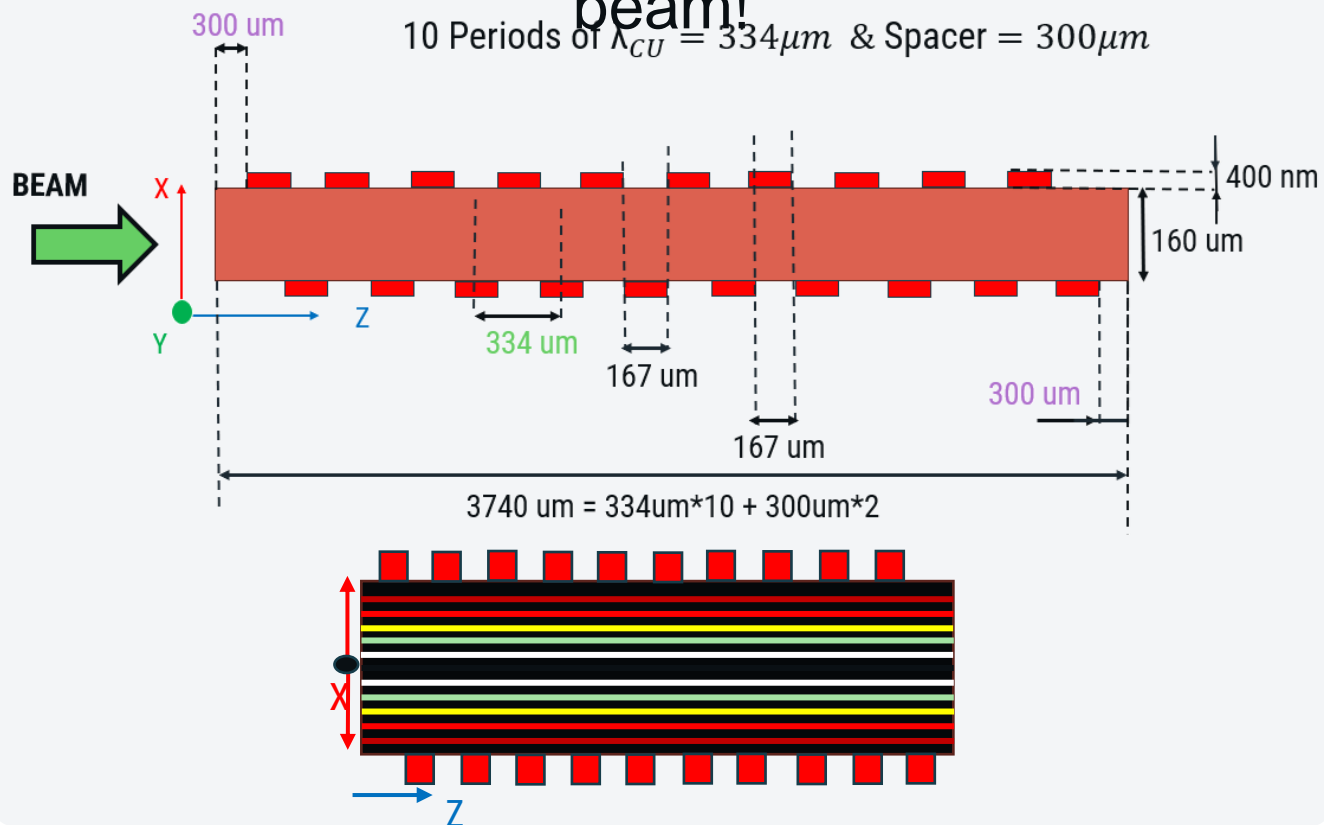 beam!
10 Periods of λ_CU = 334μm & Spacer = 300μm
300 um
BEAM
X
400 nm
160 um
Y
Z
334 um
167 um
300 um
167 um
3740 um = 334um*10 + 300um*2
X
Z